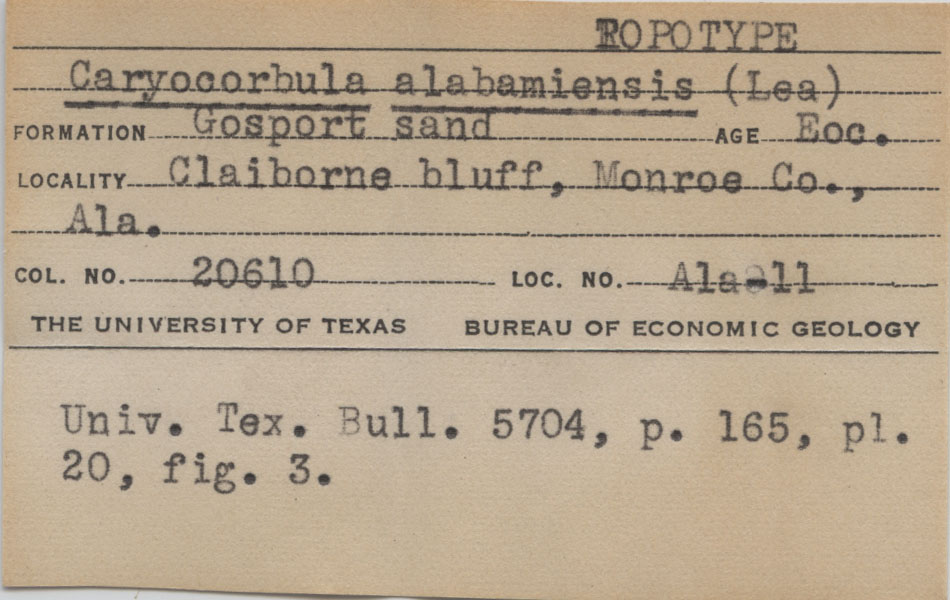 TOPOTYPE
Caryocorbula alabamiensis (Lea)
FORMATION Gosport sand AGE Eoc.
LOCALITY Claiborne bluff, Monroe Co.,
Ala.
COL. NO. 20610 LOC. NO. Ala-11
THE UNIVERSITY OF TEXAS BUREAU OF ECONOMIC GEOLOGY
Univ. Tex. Bull. 5704, p. 165, pl.
20, fig. 3.